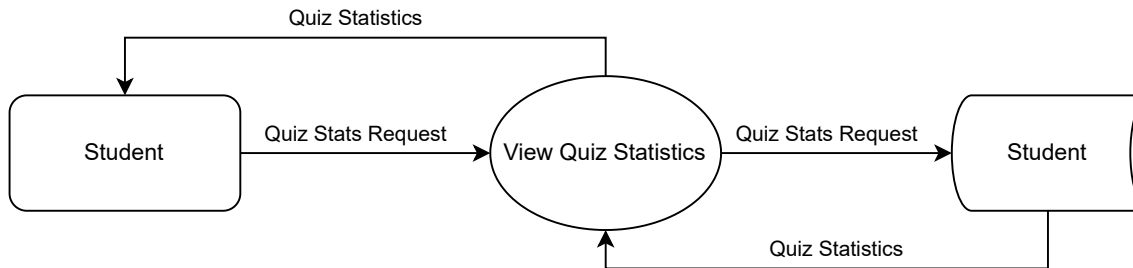 Quiz Statistics
Student
Quiz Stats Request
View Quiz Statistics
Quiz Stats Request
Student
Quiz Statistics